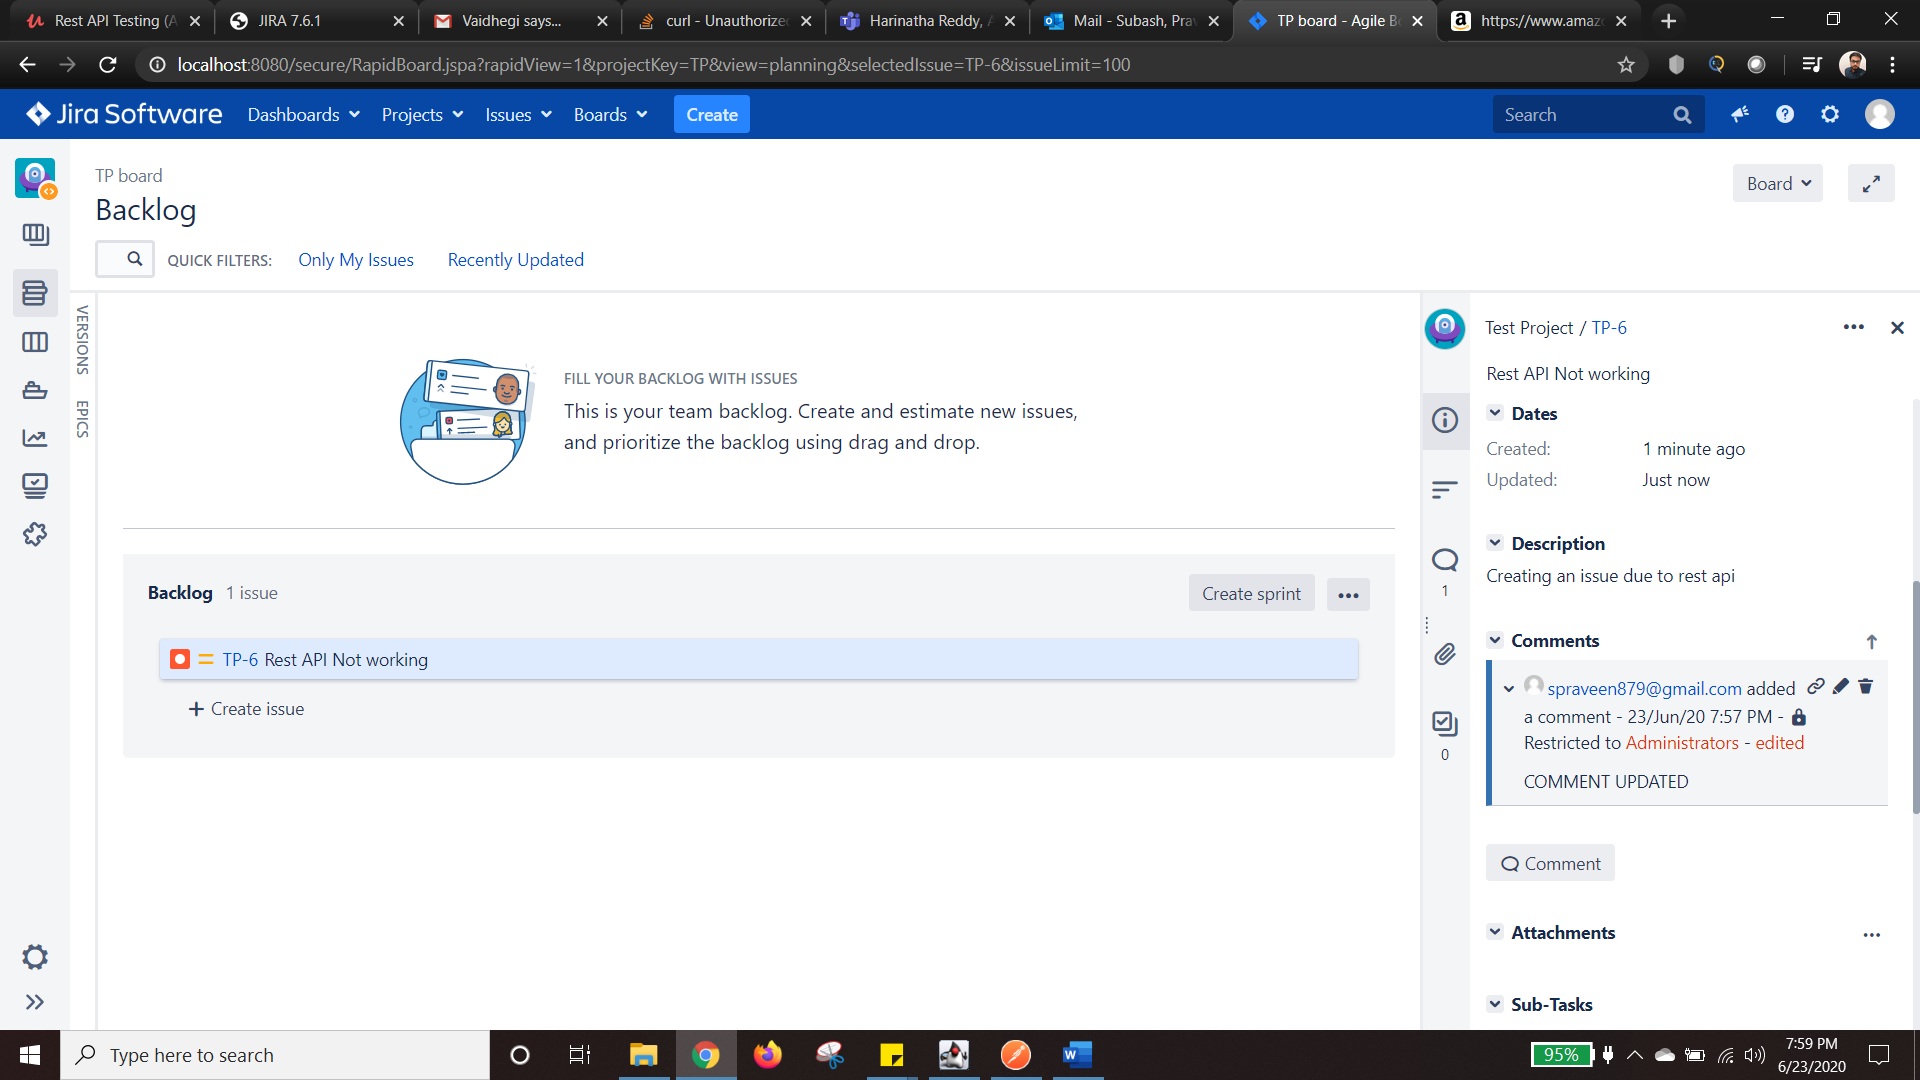 Rest API Testing (A
JIRA 7.6.1
Vaidhegi says...
curl - Unauthorize
Harinatha Reddy,
Mail - Subash, Pra
TP board - Agile B
https://www.amaz
localhost:8080/secure/RapidBoard.jspa?rapidView=1&projectKey=TP&view=planning&selectedIssue=TP-6&issueLimit=100
Jira Software
Dashboards
Projects
Issues
Boards
Create
Search
TP board
Backlog
Board
QUICK FILTERS:
Only My Issues
Recently Updated
VERSIONS
EPICS
FILL YOUR BACKLOG WITH ISSUES
This is your team backlog. Create and estimate new issues,
and prioritize the backlog using drag and drop.
Backlog 1 issue
Create sprint
TP-6 Rest API Not working
+ Create issue
Test Project / TP-6
Rest API Not working
Dates
Created: 1 minute ago
Updated: Just now
Description
Creating an issue due to rest api
1
Comments
spraveen879@gmail.com added
a comment - 23/Jun/20 7:57 PM -
Restricted to Administrators - edited
COMMENT UPDATED
0
Comment
Attachments
Sub-Tasks
Type here to search
95%
7:59 PM
6/23/2020